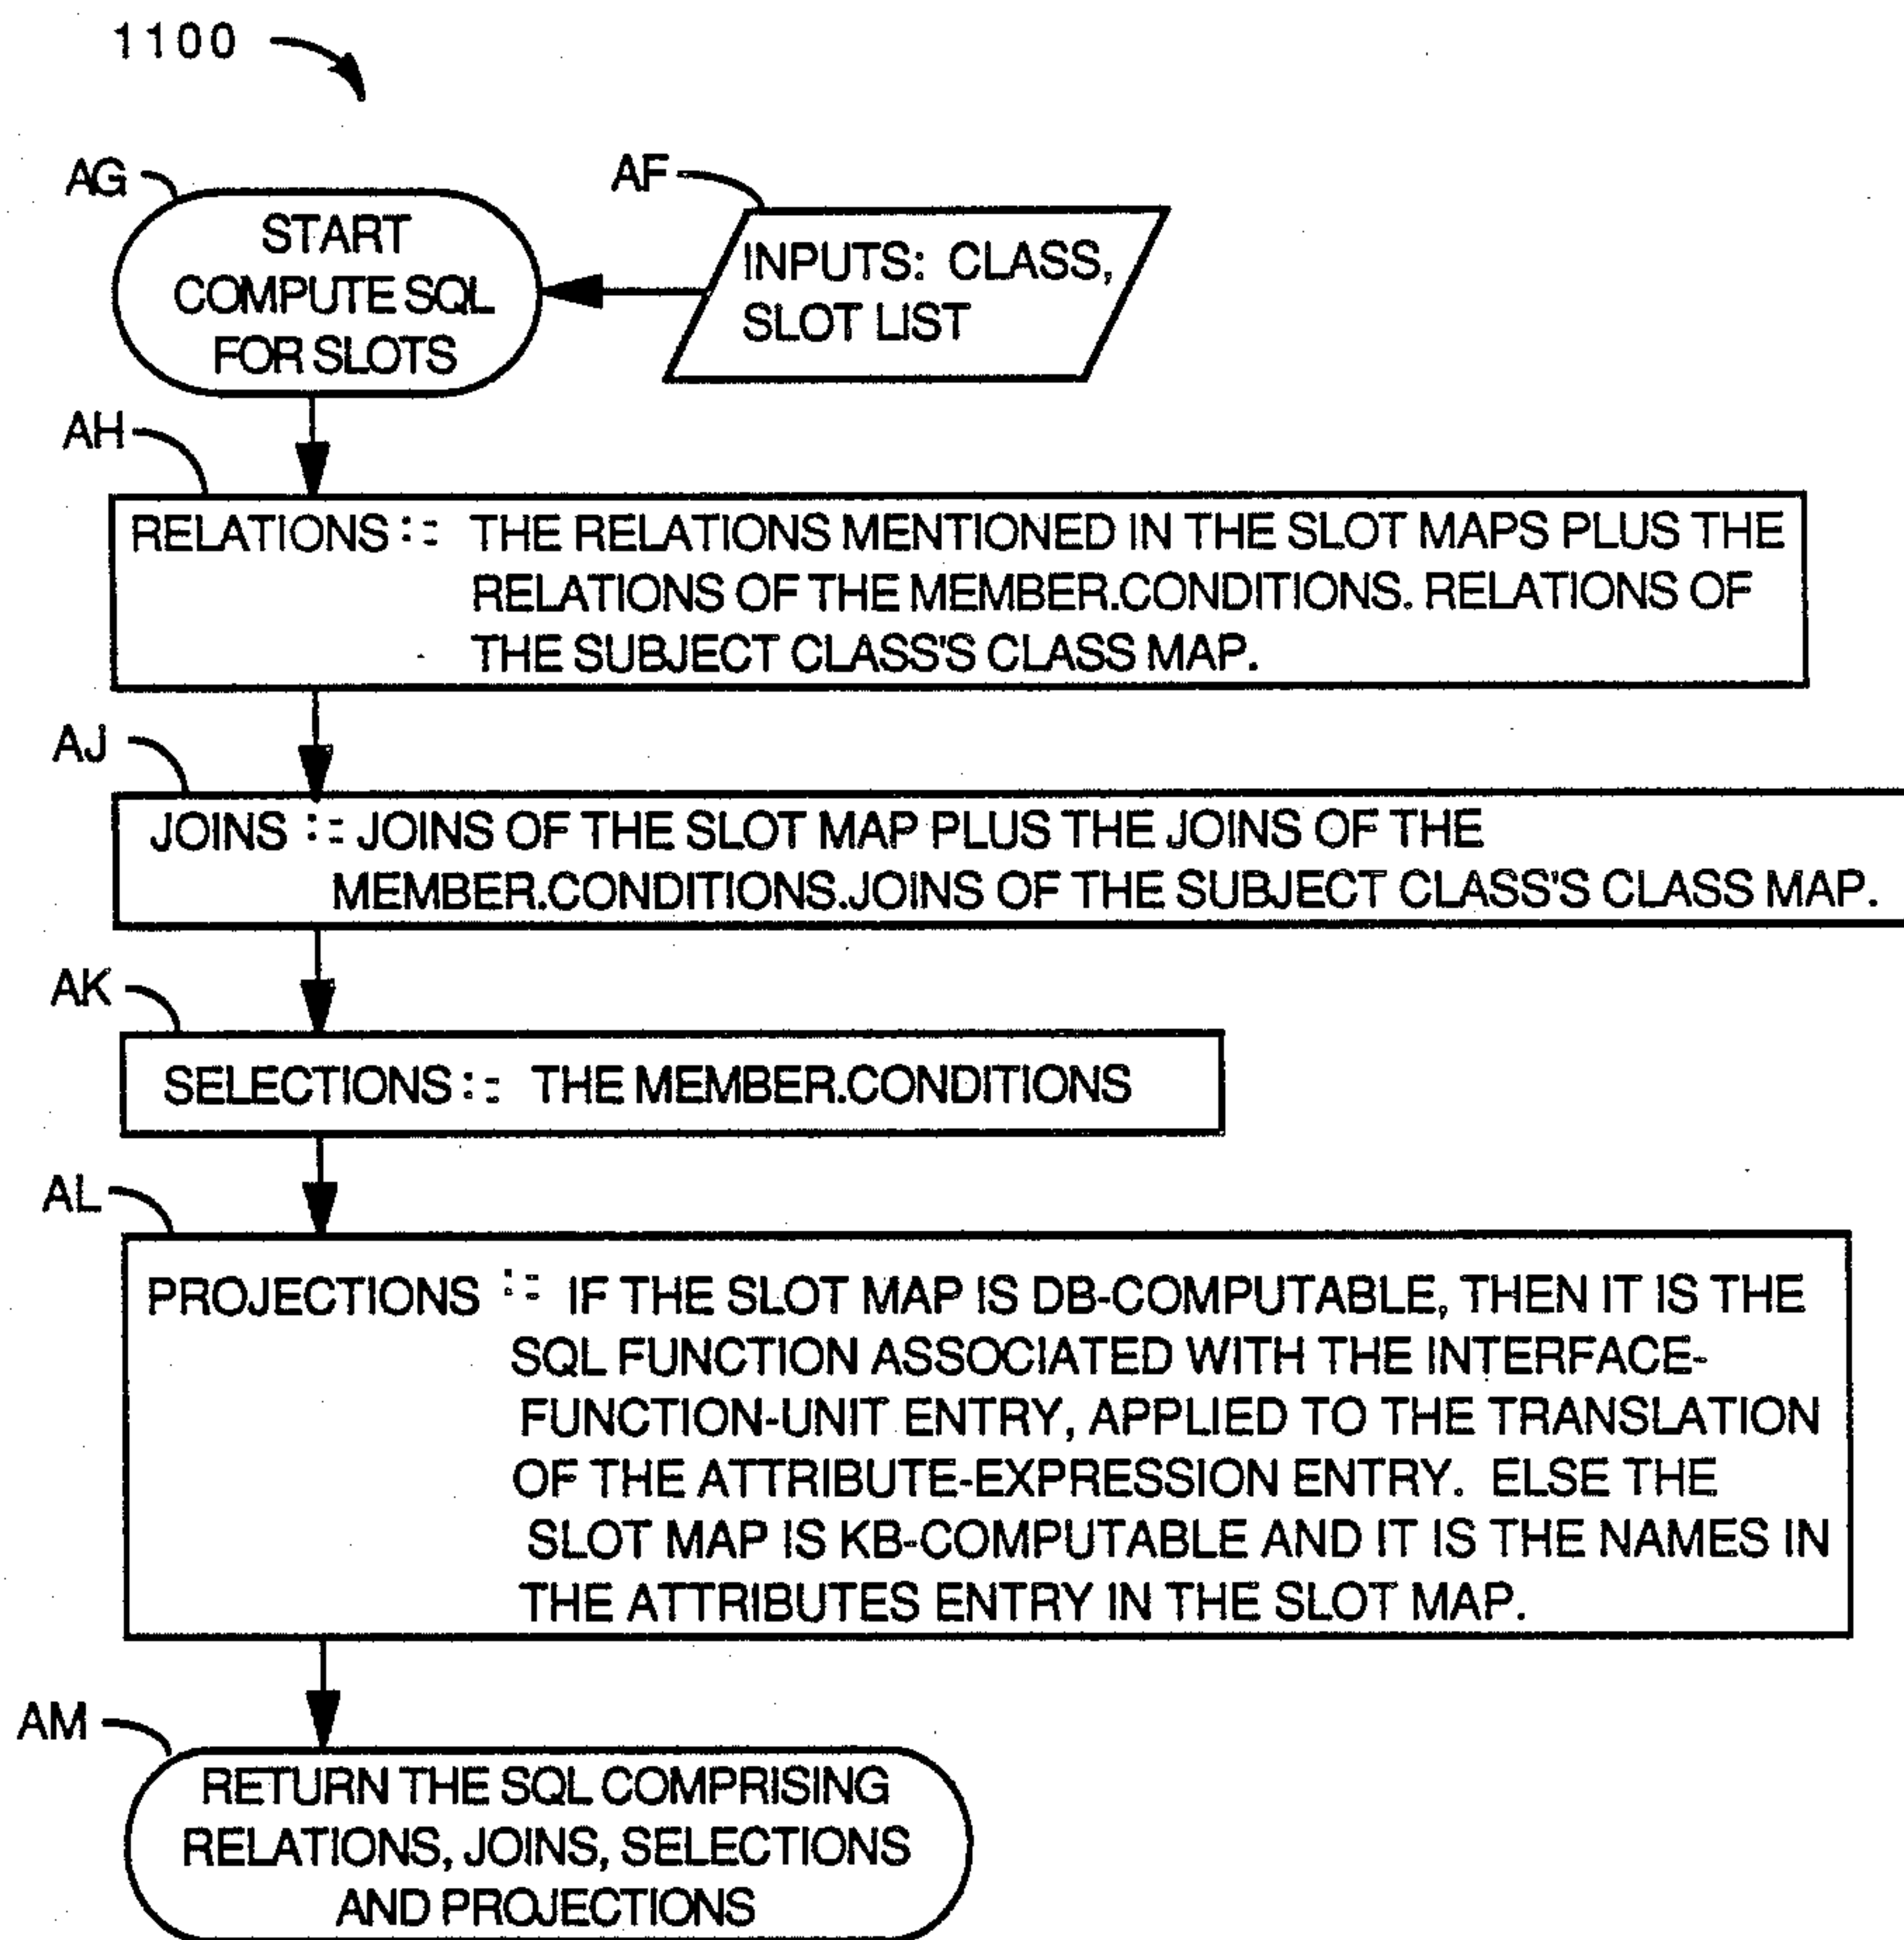 1100
AG
AF
START
COMPUTE SQL
FOR SLOTS
INPUTS: CLASS,
SLOT LIST
AH
RELATIONS := THE RELATIONS MENTIONED IN THE SLOT MAPS PLUS THE
RELATIONS OF THE MEMBER.CONDITIONS. RELATIONS OF
THE SUBJECT CLASS'S CLASS MAP.
AJ
JOINS := JOINS OF THE SLOT MAP PLUS THE JOINS OF THE
MEMBER.CONDITIONS.JOINS OF THE SUBJECT CLASS'S CLASS MAP.
AK
SELECTIONS := THE MEMBER.CONDITIONS
AL
PROJECTIONS := IF THE SLOT MAP IS DB-COMPUTABLE, THEN IT IS THE
SQL FUNCTION ASSOCIATED WITH THE INTERFACE-
FUNCTION-UNIT ENTRY, APPLIED TO THE TRANSLATION
OF THE ATTRIBUTE-EXPRESSION ENTRY. ELSE THE
SLOT MAP IS KB-COMPUTABLE AND IT IS THE NAMES IN
THE ATTRIBUTES ENTRY IN THE SLOT MAP.
AM
RETURN THE SQL COMPRISING
RELATIONS, JOINS, SELECTIONS
AND PROJECTIONS